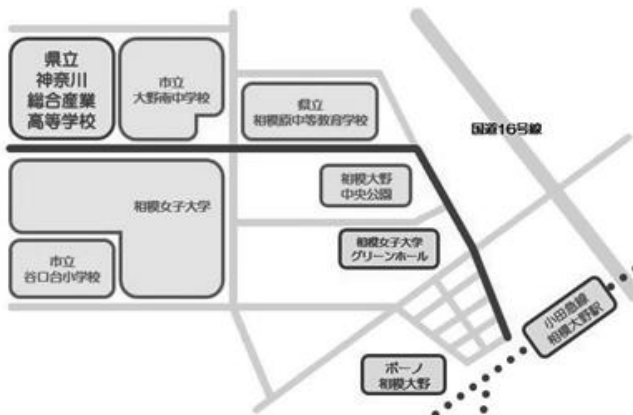 県立
神奈川
総合産業
高等学校
市立
大野南中学校
県立
相模原中等教育学校
国道16号線
相模女子大学
相模大野
中央公園
市立
谷口台小学校
相模女子大学
グリーンホール
小田急線
相模大野駅
ボーノ
相模大野